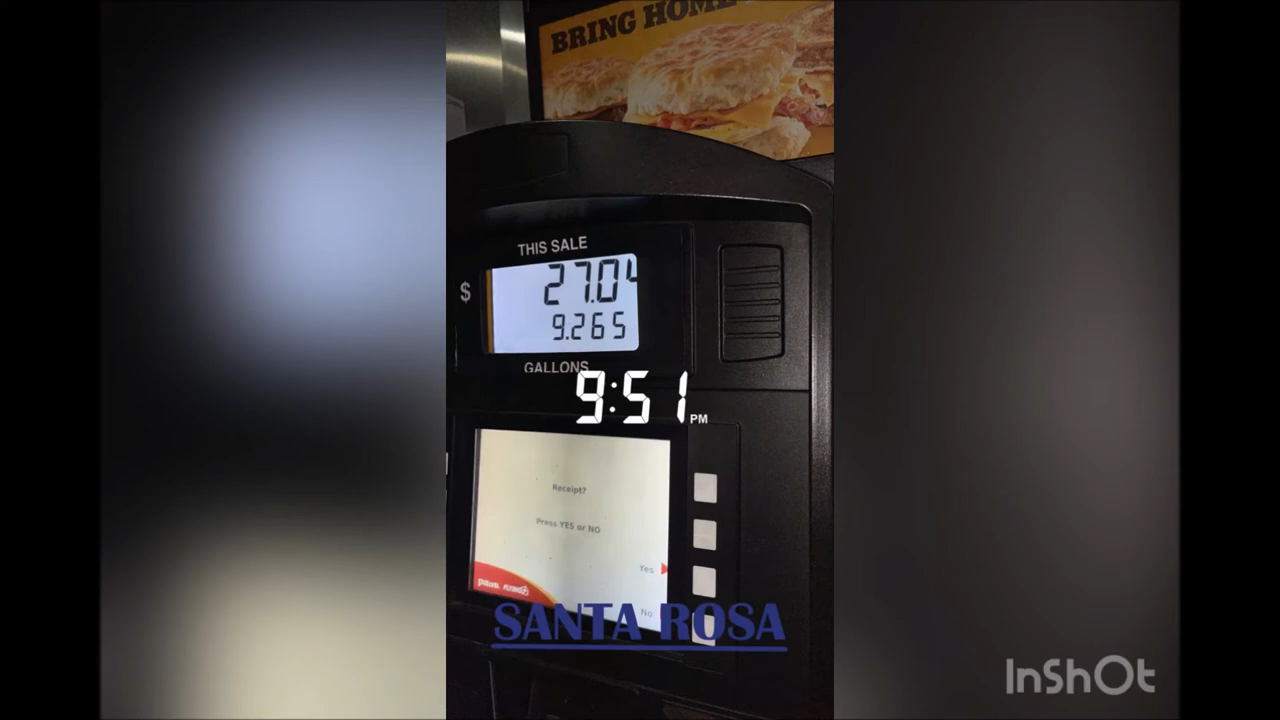 BRING HOME
THIS SALE
$ 27.04
9.265
GALLONS
9:51 PM
Receipt?
Press YES or NO
Yes
No
SANTA ROSA
InShOt